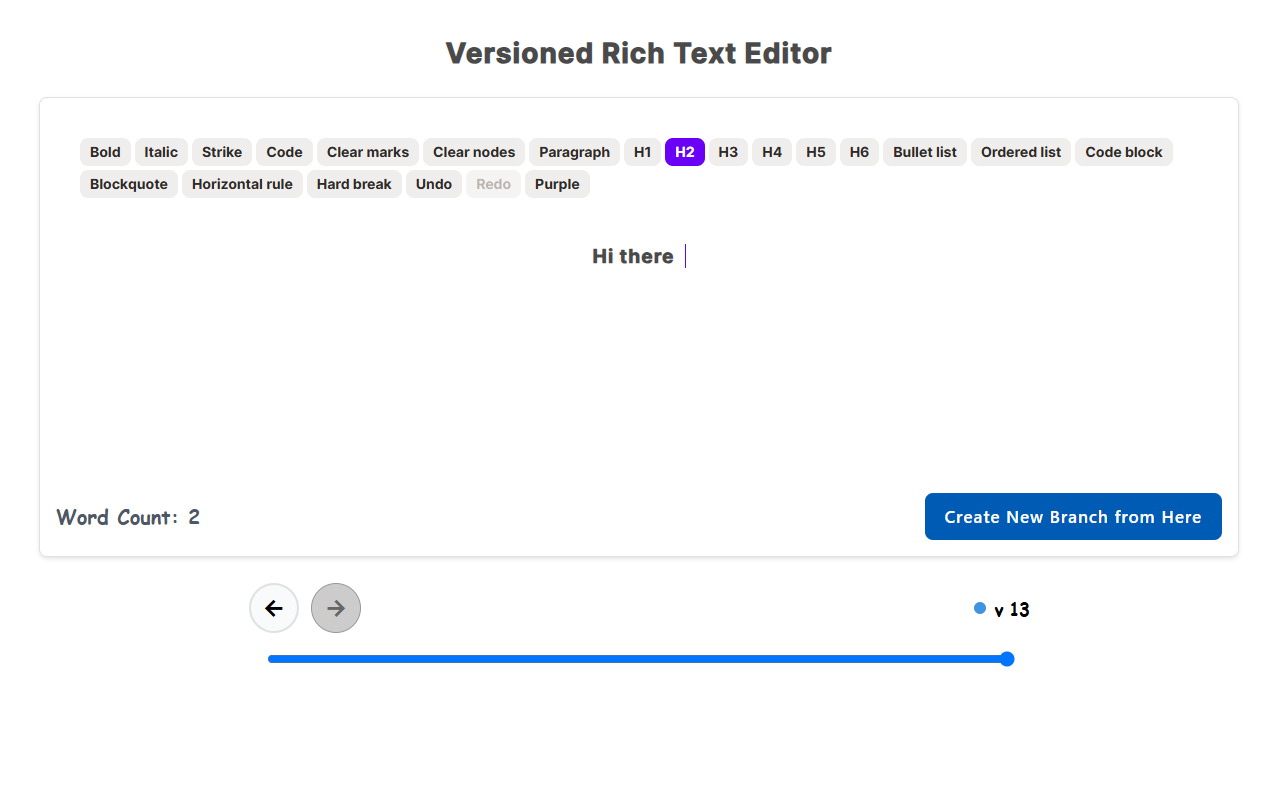 Versioned Rich Text Editor
Bold Italic Strike Code Clear marks Clear nodes Paragraph H1 H2 H3 H4 H5 H6 Bullet list Ordered list Code block
Blockquote Horizontal rule Hard break Undo Redo Purple
Hi there
Word Count: 2
Create New Branch from Here
v 13